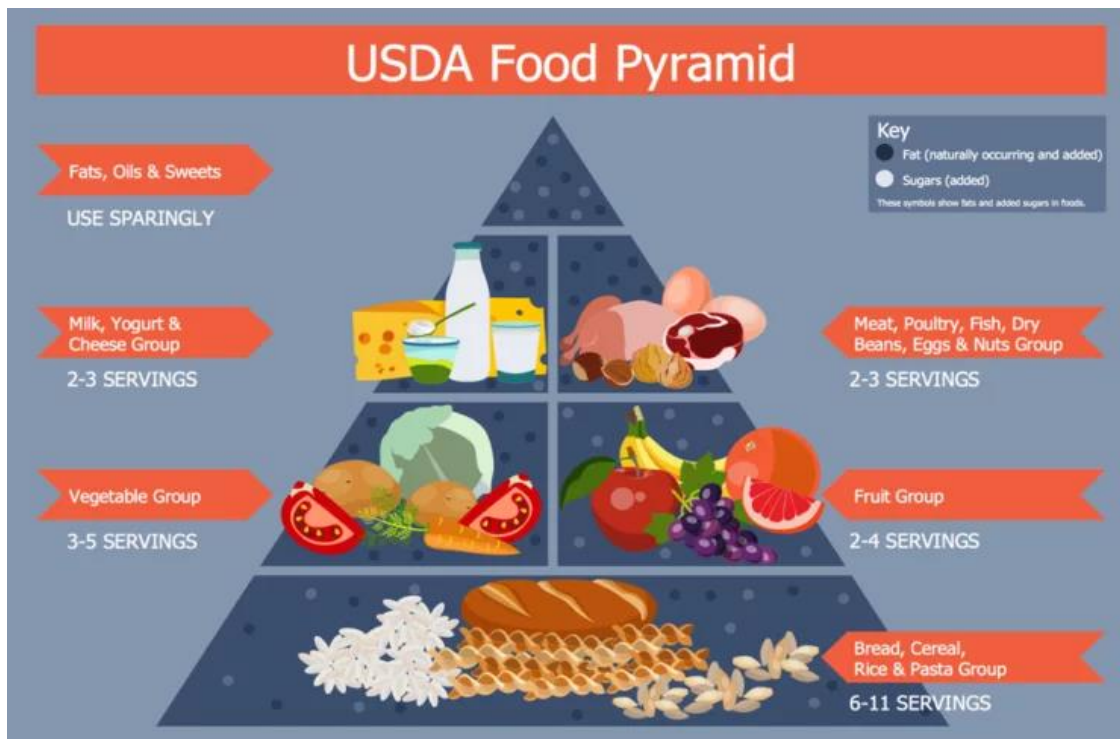 USDA Food Pyramid
Key
Fat (naturally occurring and added)
Sugars (added)
These symbols show fats and added sugars in foods.
Fats, Oils & Sweets
USE SPARINGLY
Milk, Yogurt &
Cheese Group
2-3 SERVINGS
Meat, Poultry, Fish, Dry
Beans, Eggs & Nuts Group
2-3 SERVINGS
Vegetable Group
3-5 SERVINGS
Fruit Group
2-4 SERVINGS
Bread, Cereal,
Rice & Pasta Group
6-11 SERVINGS